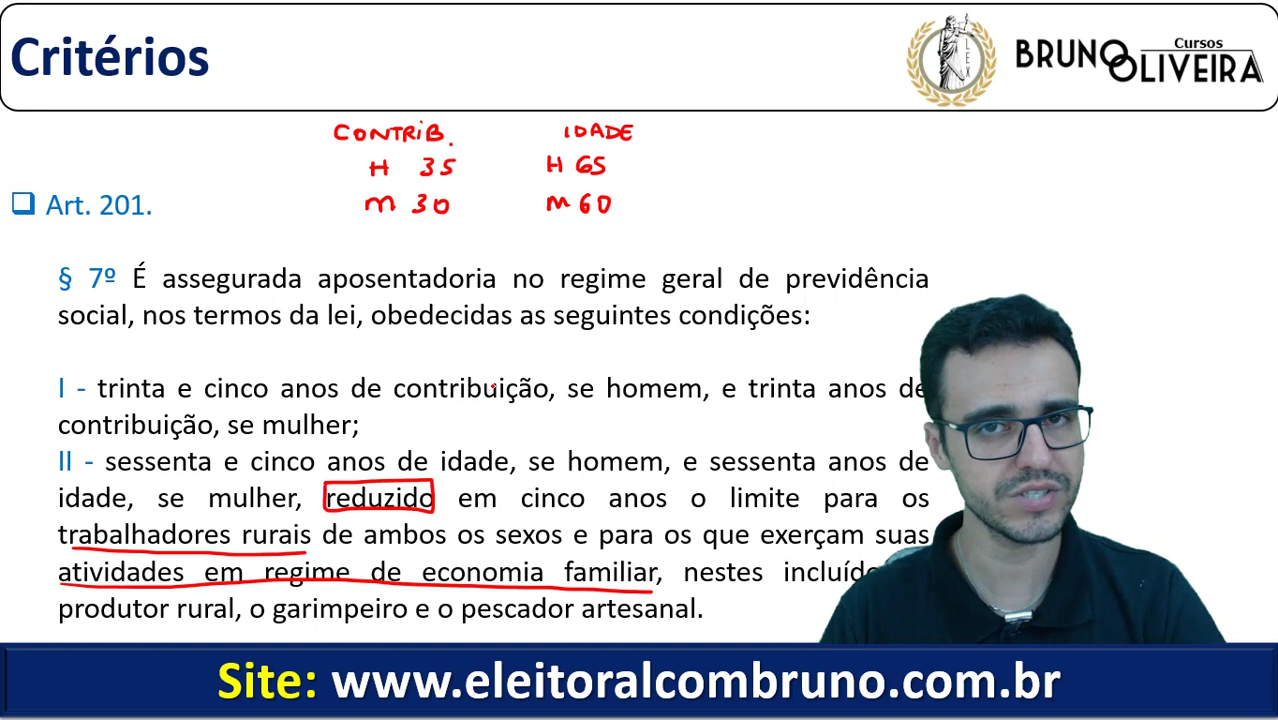 Critérios
LEX
Cursos
BRUNO OLIVEIRA
CONTRIB. IDADE
H 35 H 65
M 30 M 60
Art. 201.
§ 7º É assegurada aposentadoria no regime geral de previdência
social, nos termos da lei, obedecidas as seguintes condições:
I - trinta e cinco anos de contribuição, se homem, e trinta anos de
contribuição, se mulher;
II - sessenta e cinco anos de idade, se homem, e sessenta anos de
idade, se mulher, reduzido em cinco anos o limite para os
trabalhadores rurais de ambos os sexos e para os que exerçam suas
atividades em regime de economia familiar, nestes
produtor rural, o garimpeiro e o pescador artesanal.
Site: www.eleitoralcombruno.com.br